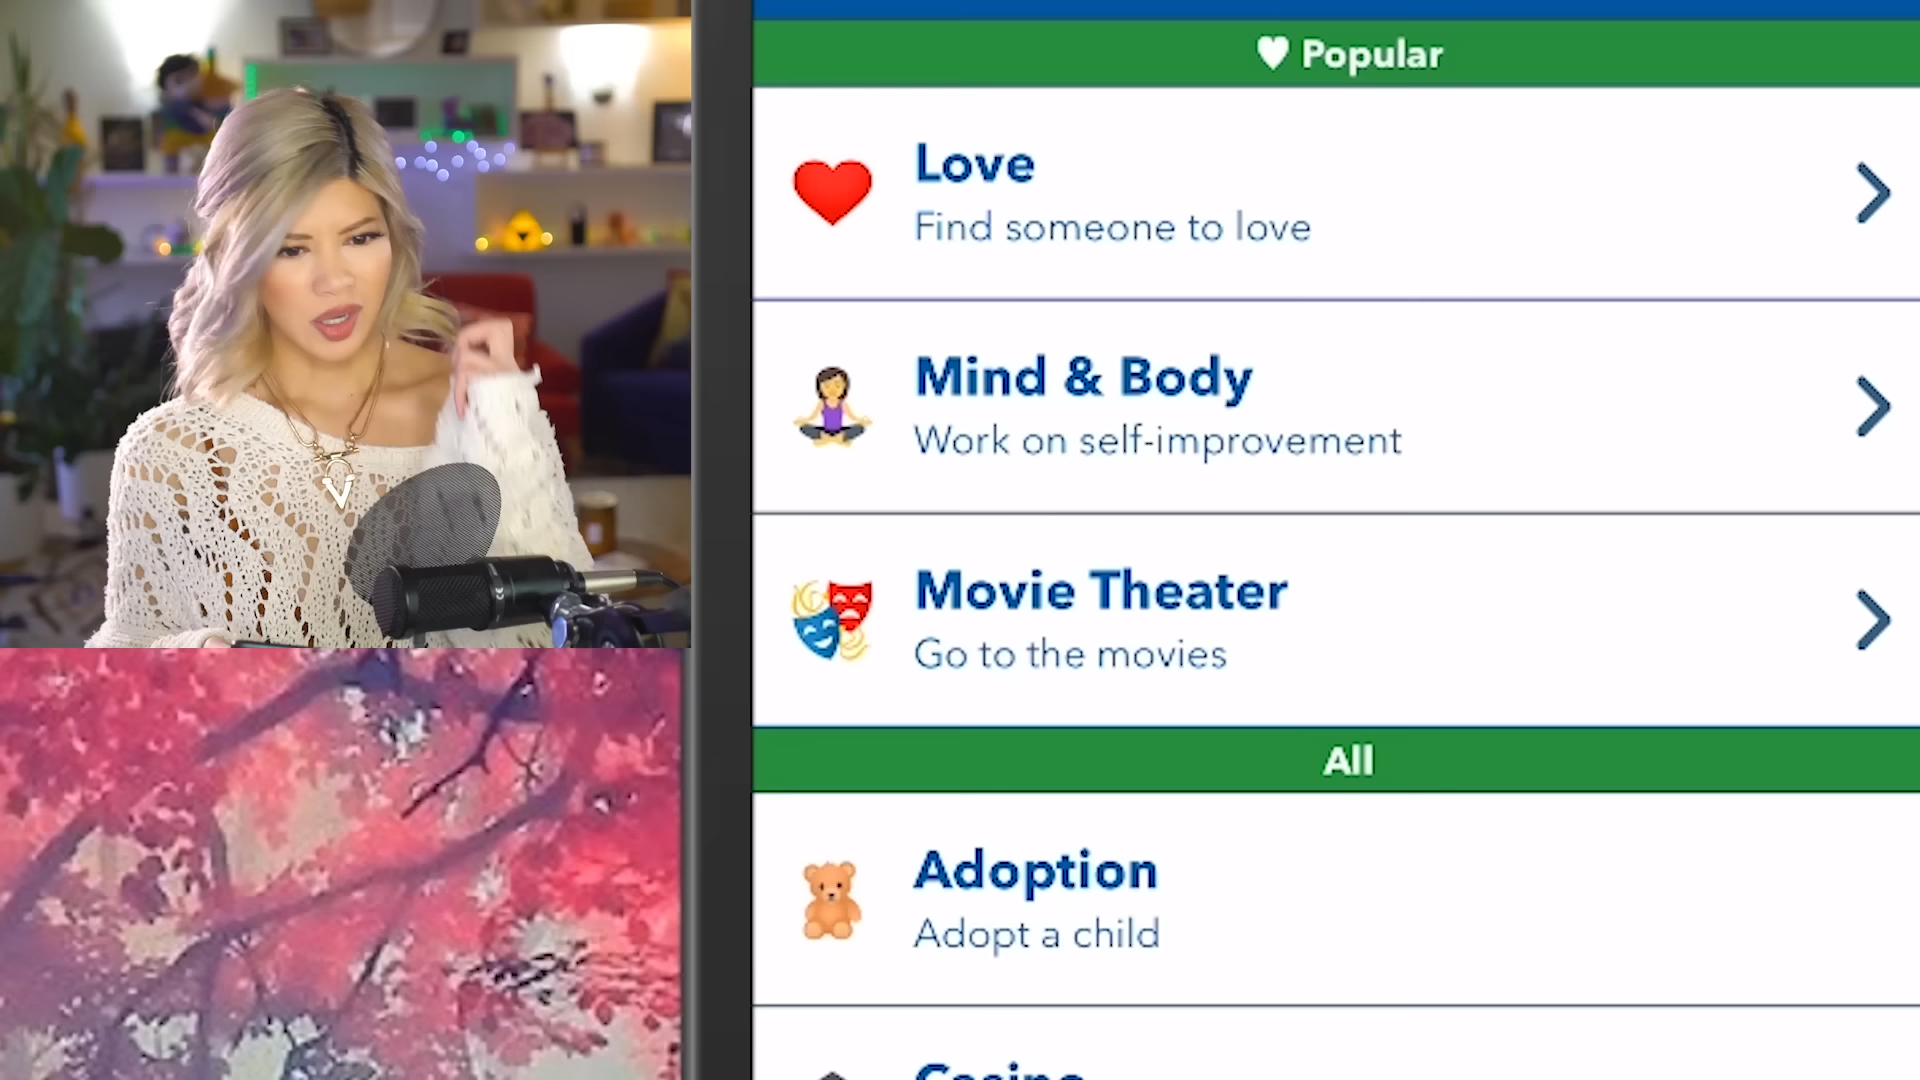 Popular
Love
Find someone to love
Mind & Body
Work on self-improvement
Movie Theater
Go to the movies
All
Adoption
Adopt a child
Casino